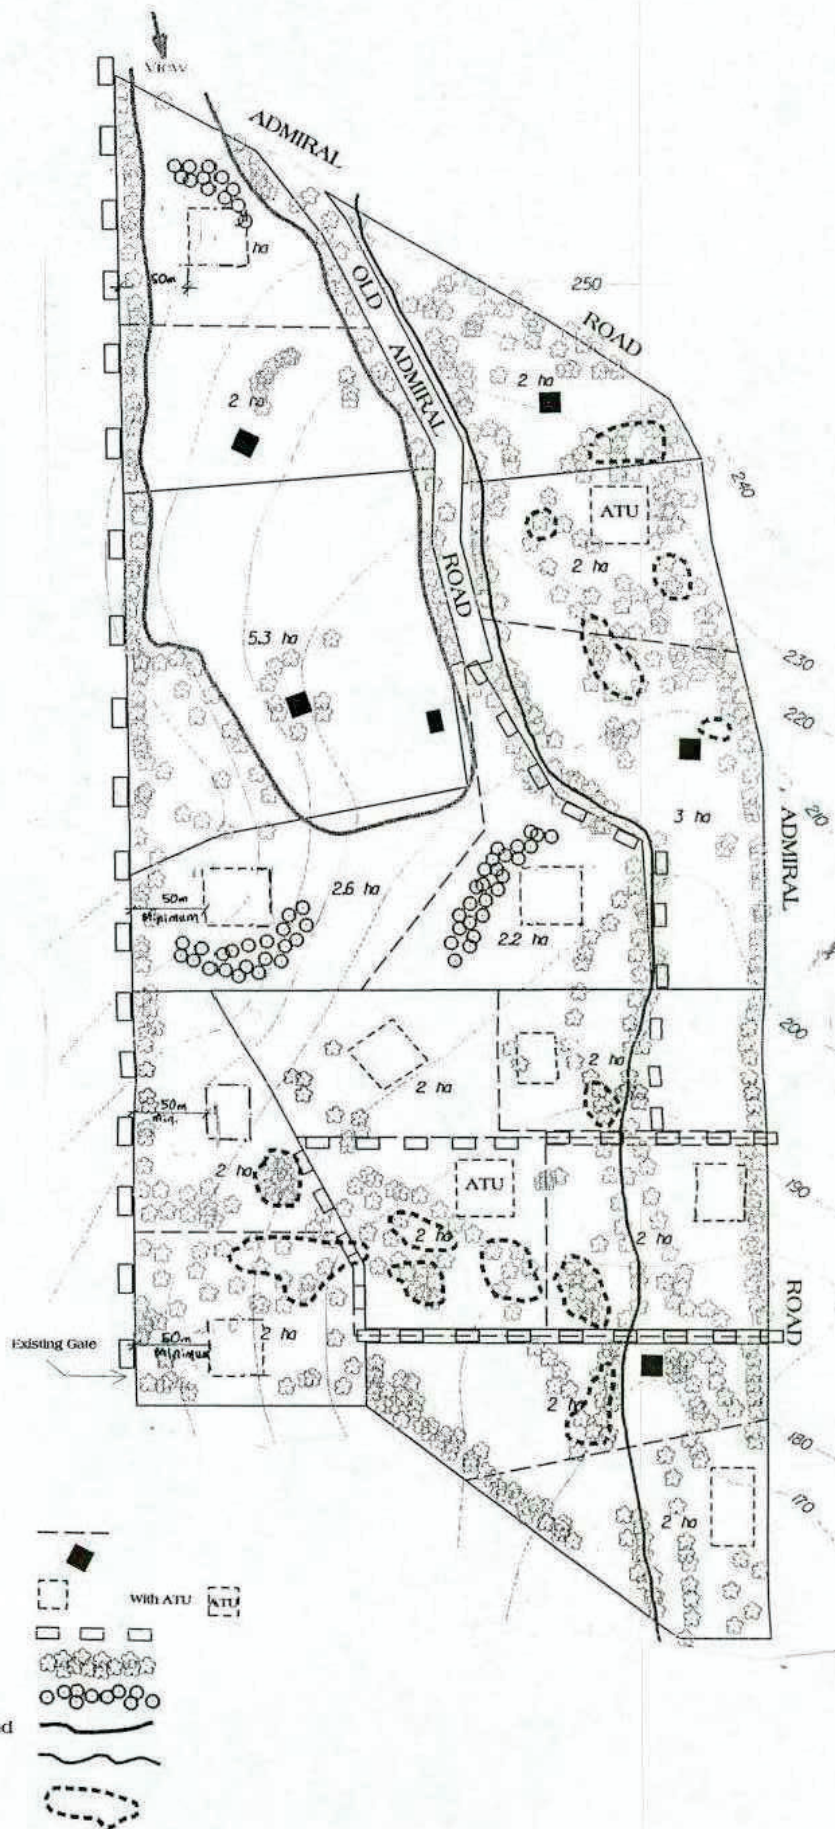 VIEW
ADMIRAL
ha
50m
OLD
ADMIRAL
ROAD
250
ROAD
2 ha
2 ha
240
ATU
2 ha
5.3 ha
230
220
210
3 ha
ADMIRAL
2.6 ha
50m
Minimum
2.2 ha
200
2 ha
2 ha
50m
min.
2 ha
ATU
190
2 ha
2 ha
ROAD
Existing Gate
50m
Minimum
2 ha
2 ha
180
170
2 ha
With ATU
ATU
d